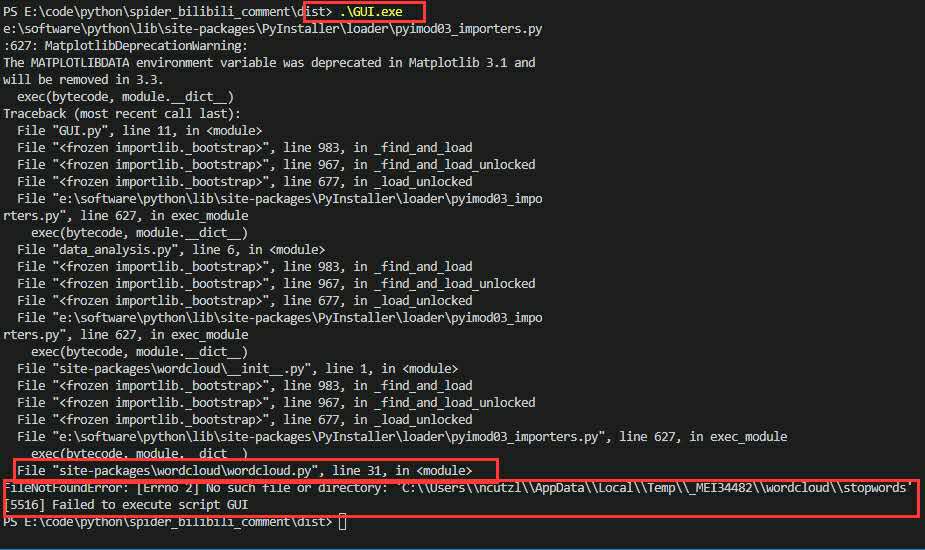 PS E:\code\python\spider_bilibili_comment\dist> .\GUI.exe
e:\software\python\lib\site-packages\PyInstaller\loader\pyimod03_importers.py
:627: MatplotlibDeprecationWarning:
The MATPLOTLIBDATA environment variable was deprecated in Matplotlib 3.1 and
will be removed in 3.3.
  exec(bytecode, module.__dict__)
Traceback (most recent call last):
  File "GUI.py", line 11, in <module>
  File "<frozen importlib._bootstrap>", line 983, in _find_and_load
  File "<frozen importlib._bootstrap>", line 967, in _find_and_load_unlocked
  File "<frozen importlib._bootstrap>", line 677, in _load_unlocked
  File "e:\software\python\lib\site-packages\PyInstaller\loader\pyimod03_impo
rters.py", line 627, in exec_module
    exec(bytecode, module.__dict__)
  File "data_analysis.py", line 6, in <module>
  File "<frozen importlib._bootstrap>", line 983, in _find_and_load
  File "<frozen importlib._bootstrap>", line 967, in _find_and_load_unlocked
  File "<frozen importlib._bootstrap>", line 677, in _load_unlocked
  File "e:\software\python\lib\site-packages\PyInstaller\loader\pyimod03_impo
rters.py", line 627, in exec_module
    exec(bytecode, module.__dict__)
  File "site-packages\wordcloud\__init__.py", line 1, in <module>
  File "<frozen importlib._bootstrap>", line 983, in _find_and_load
  File "<frozen importlib._bootstrap>", line 967, in _find_and_load_unlocked
  File "<frozen importlib._bootstrap>", line 677, in _load_unlocked
  File "e:\software\python\lib\site-packages\PyInstaller\loader\pyimod03_importers.py", line 627, in exec_module
    exec(bytecode, module.__dict__)
  File "site-packages\wordcloud\wordcloud.py", line 31, in <module>
FileNotFoundError: [Errno 2] No such file or directory: 'C:\\Users\\ncutzl\\AppData\\Local\\Temp\\_MEI34482\\wordcloud\\stopwords'
[5516] Failed to execute script GUI
PS E:\code\python\spider_bilibili_comment\dist>